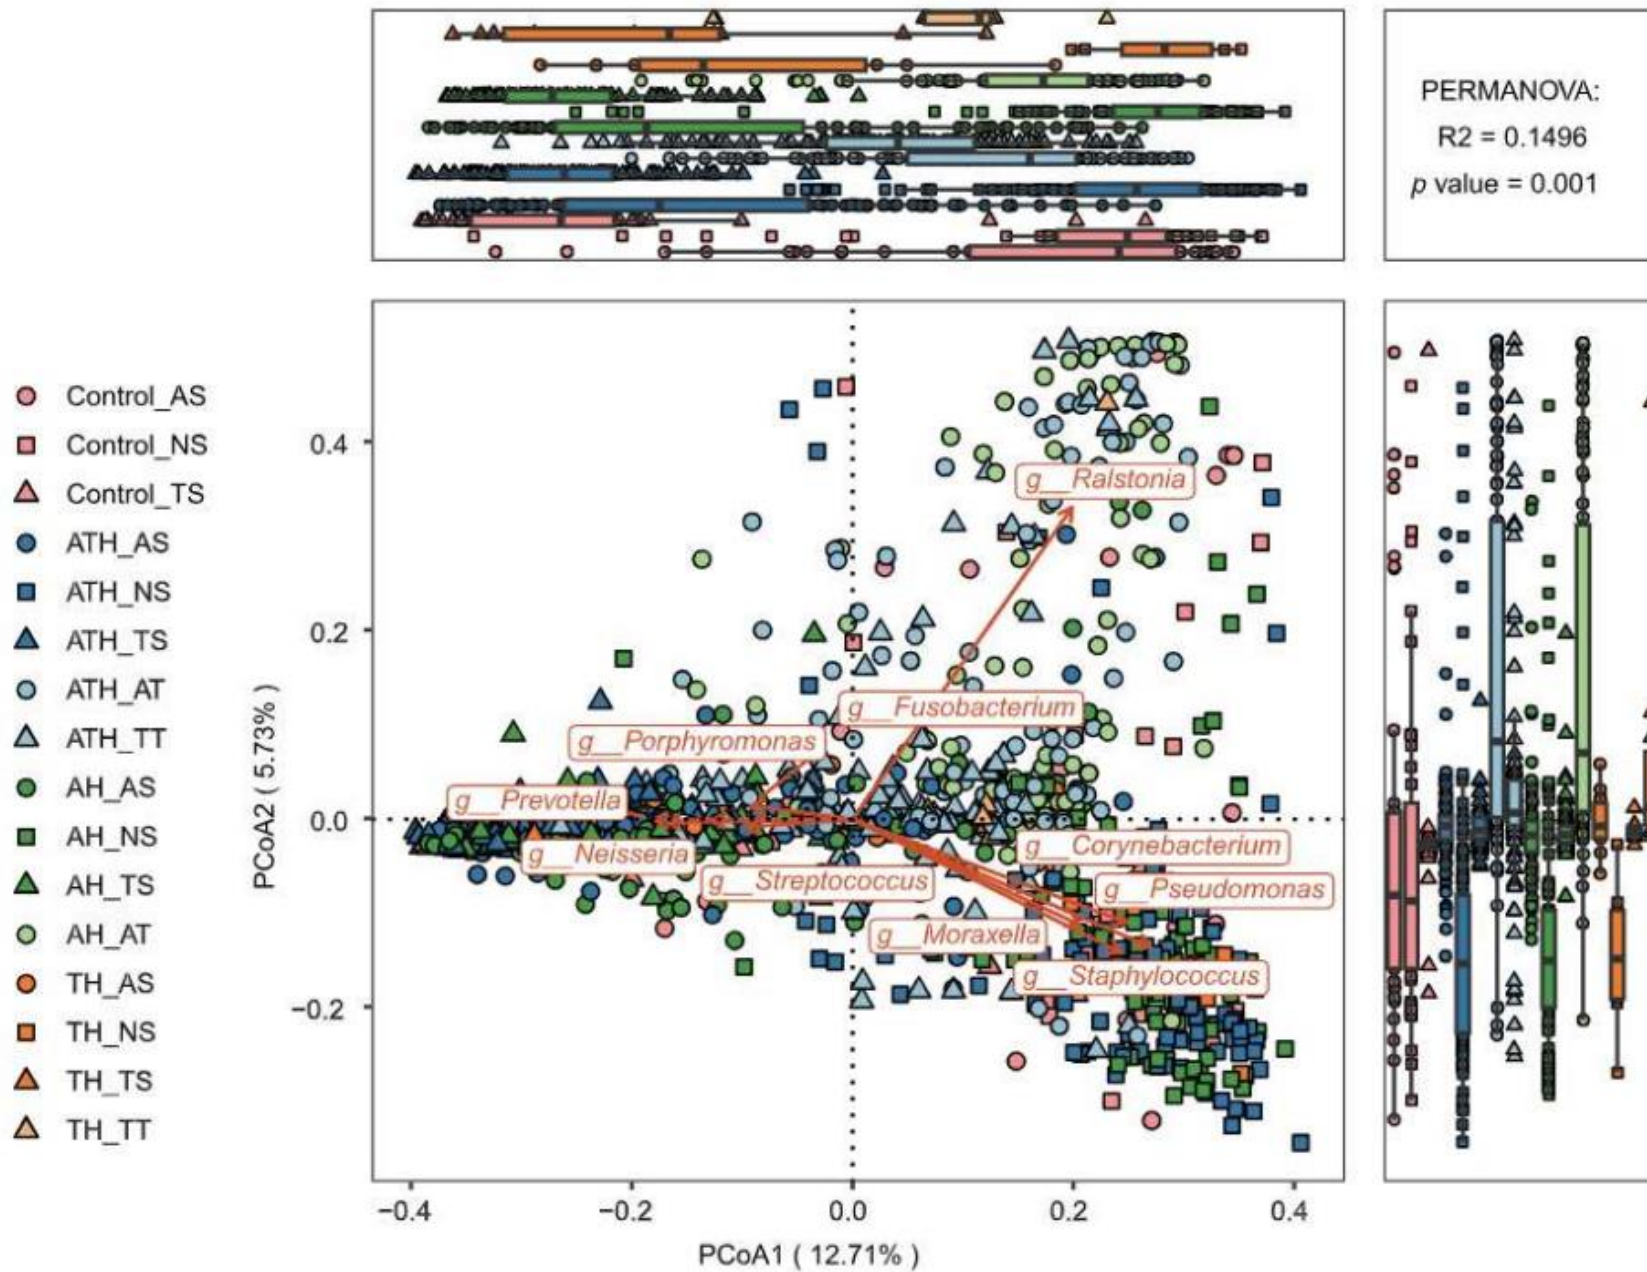 PERMANOVA:
R2 = 0.1496
p value = 0.001
Control_AS
Control_NS
Control_TS
ATH_AS
ATH_NS
ATH_TS
ATH_AT
ATH_TT
AH_AS
AH_NS
AH_TS
AH_AT
TH_AS
TH_NS
TH_TS
TH_TT
PCoA2 ( 5.73% )
0.4
0.2
0.0
−0.2
g__Ralstonia
g__Fusobacterium
g__Porphyromonas
g__Prevotella
g__Neisseria
g__Corynebacterium
g__Streptococcus
g__Pseudomonas
g__Moraxella
g__Staphylococcus
−0.4
−0.2
0.0
0.2
0.4
PCoA1 ( 12.71% )